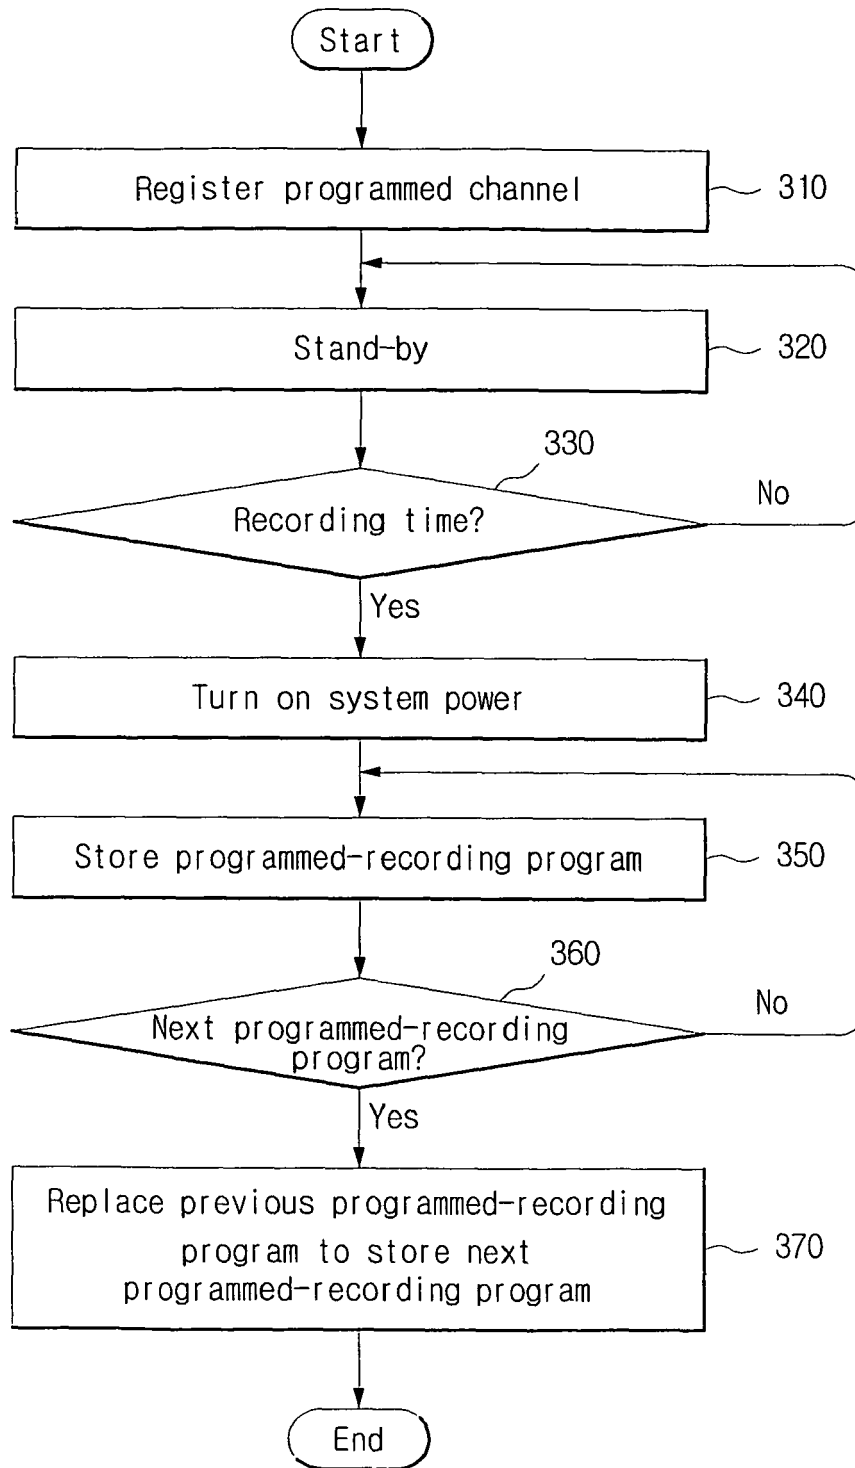 Start
Register programmed channel
310
Stand-by
320
330
Recording time?
No
Yes
Turn on system power
340
Store programmed-recording program
350
360
Next programmed-recording
program?
No
Yes
Replace previous programmed-recording
program to store next
programmed-recording program
370
End